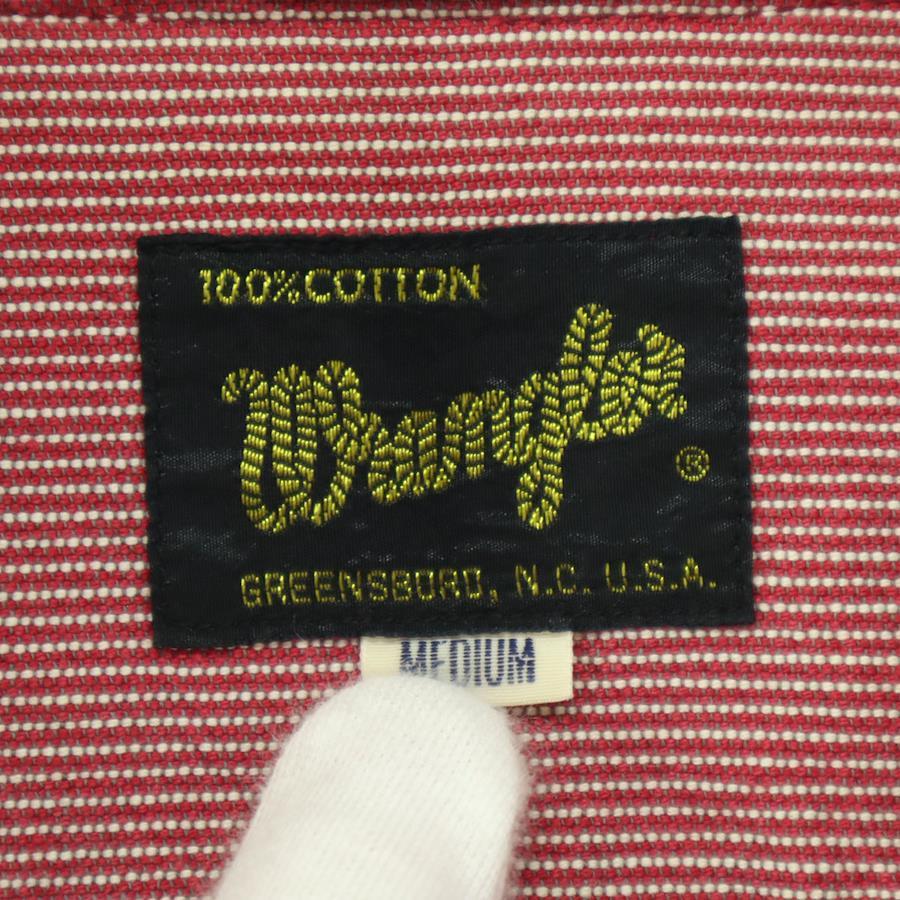 100% COTTON
Wrangler
®
GREENSBORO, N.C. U.S.A.
MEDIUM